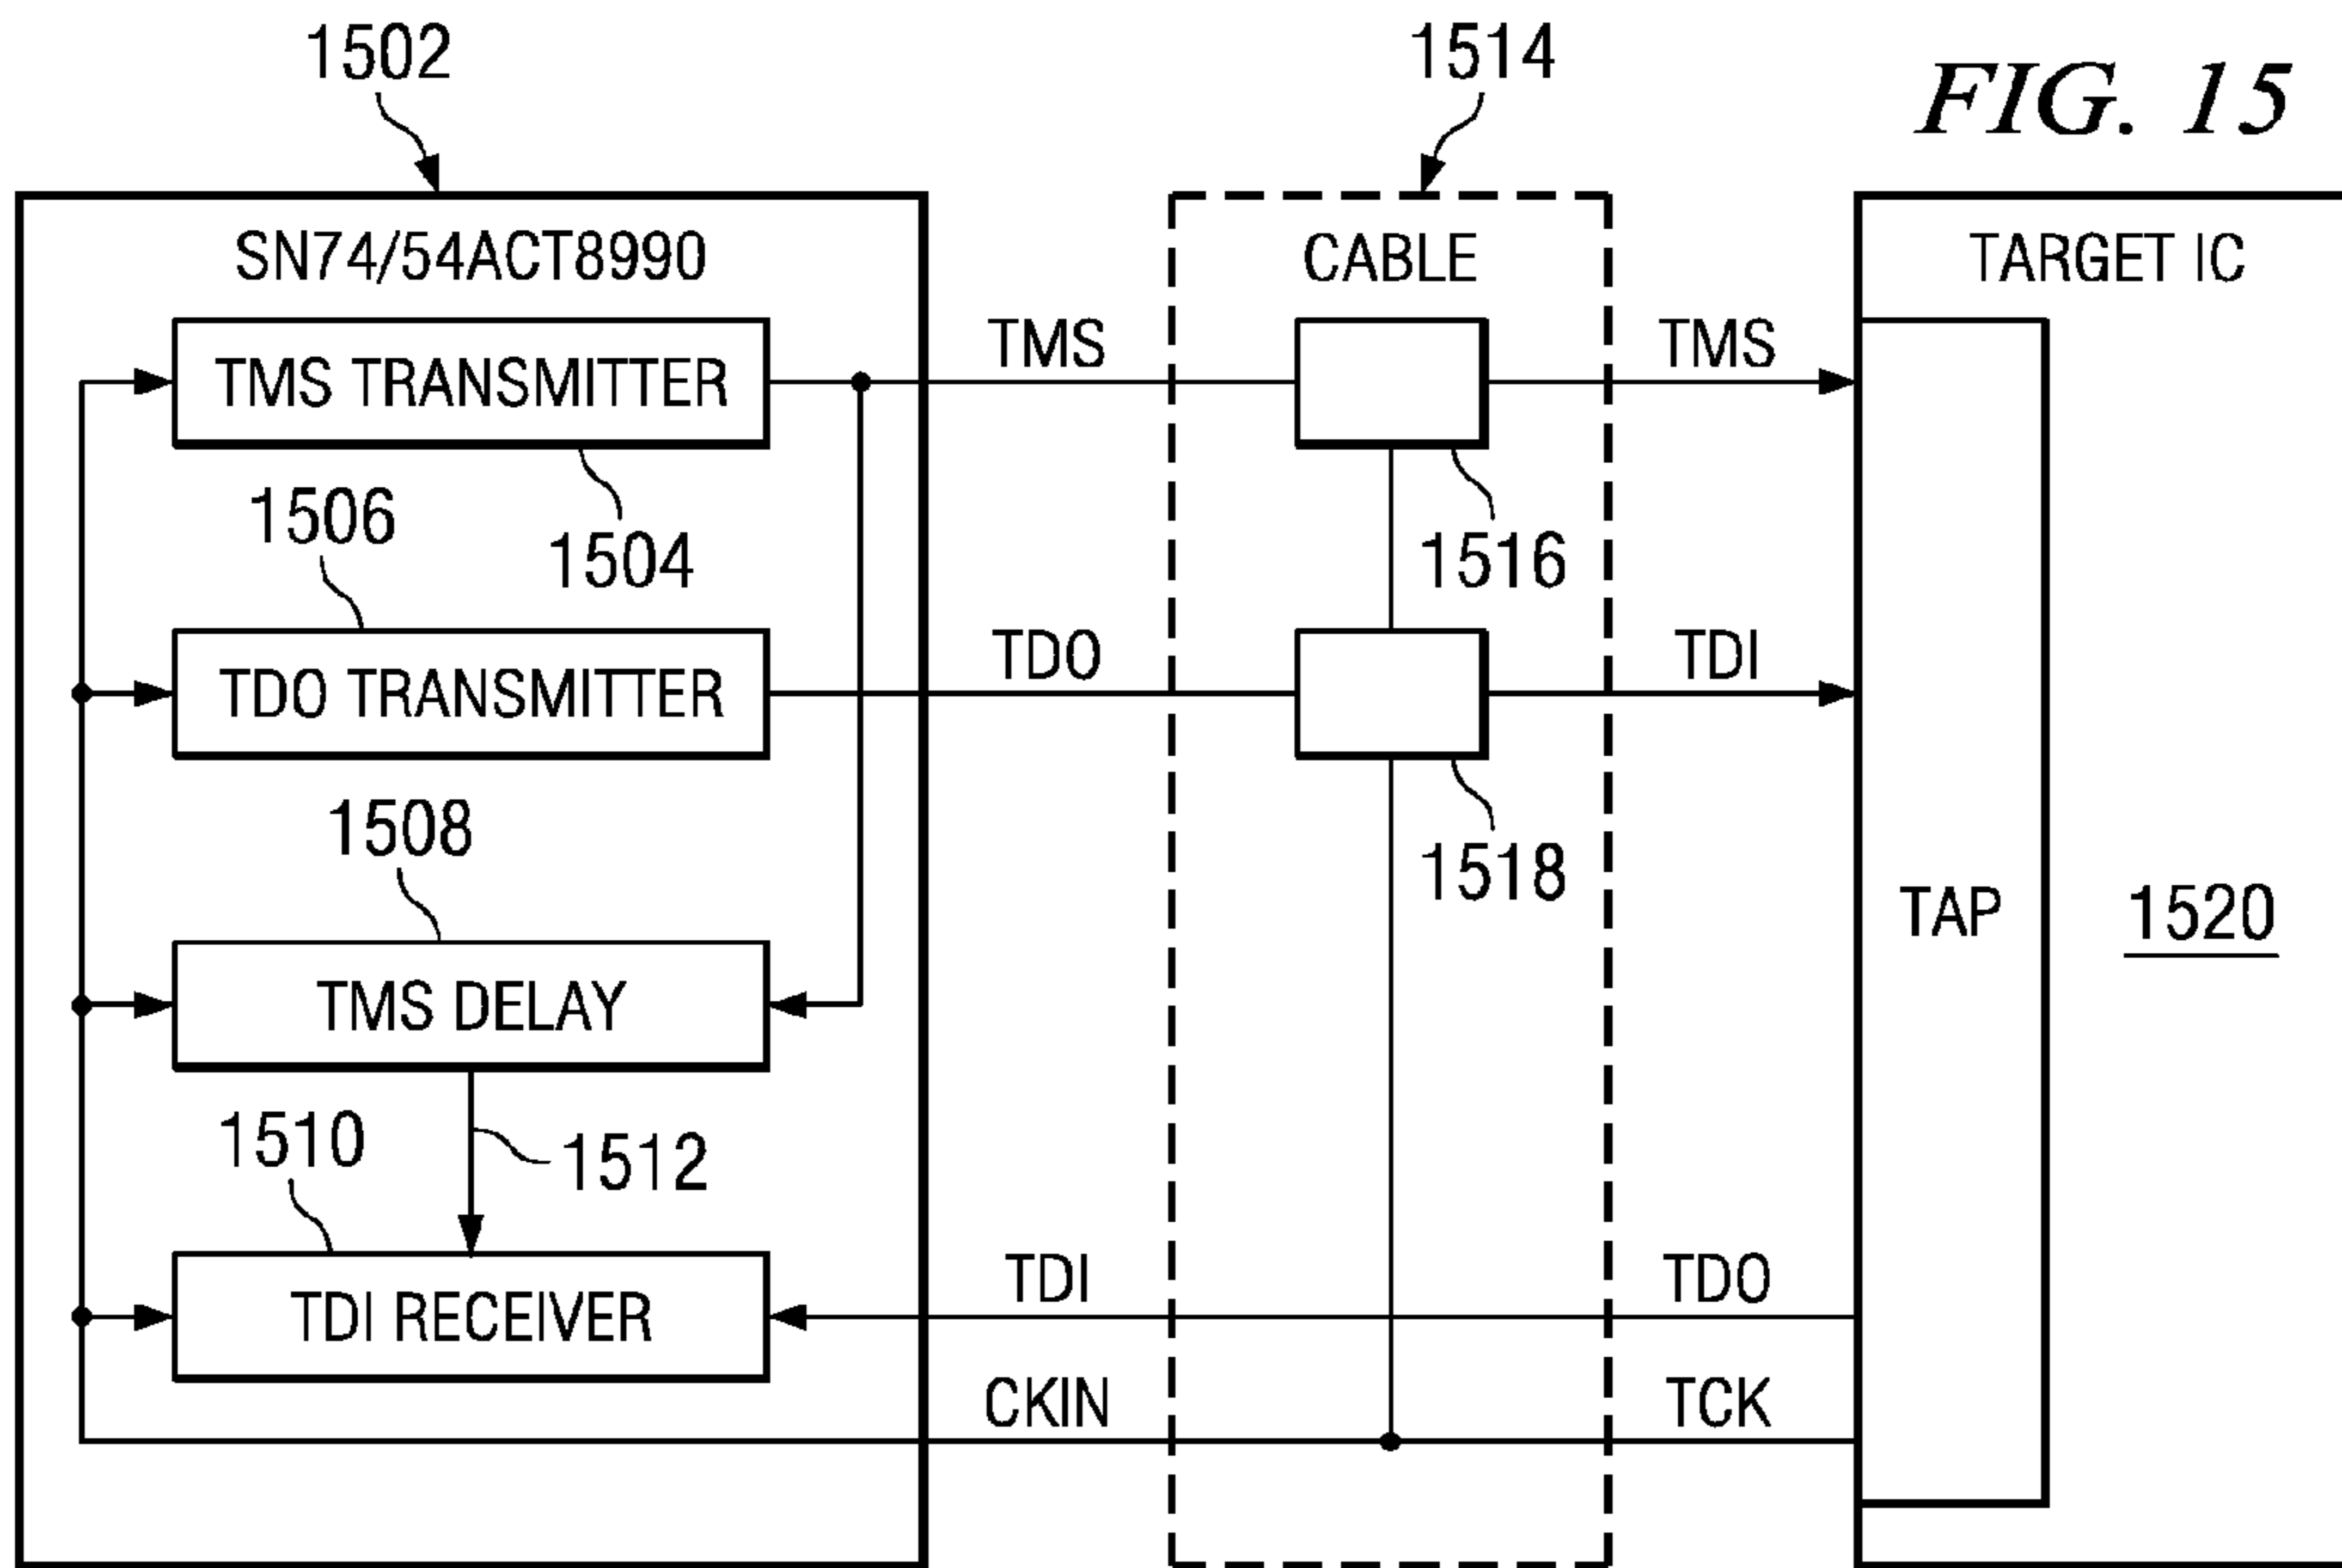 1502
1514
FIG. 15
SN74/54ACT8990
CABLE
TARGET IC
TMS TRANSMITTER
TMS
TMS
1506
1504
1516
TDO TRANSMITTER
TDO
TDI
1508
1518
TAP
1520
TMS DELAY
1510
1512
TDI RECEIVER
TDI
TDO
CKIN
TCK